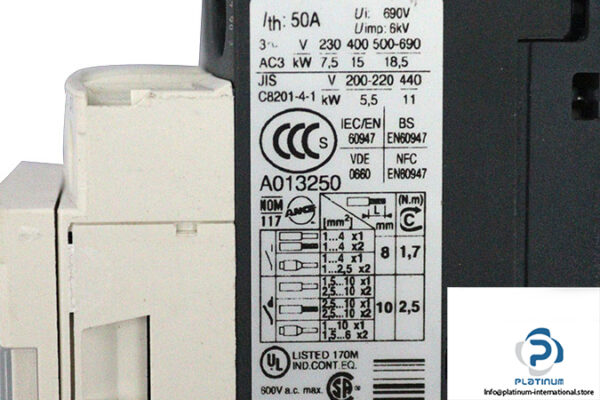 Ith: 50A
Ui: 690V
Uimp: 6kV
3~ V 230 400 500-690
AC3 kW 7,5 15 18,5
JIS V 200-220 440
C8201-4-1 kW 5,5 11
CCC S
IEC/EN 60947
BS EN60947
VDE 0660
NFC EN60947
A013250
NOM 117
ANCE
[mm²]
L
mm
(N.m)
C
1...4 x1
1...4 x2
1...4 x1
1...2,5 x2
8 1,7
1,5...10 x1
2,5...10 x2
2,5...10 x1
2,5...10 x2
1...10 x1
1,5...6 x2
10 2,5
UL LISTED 170M
IND.CONT.EQ.
600V a.c. max.
SA
PLATINUM
Info@platinum-international.store